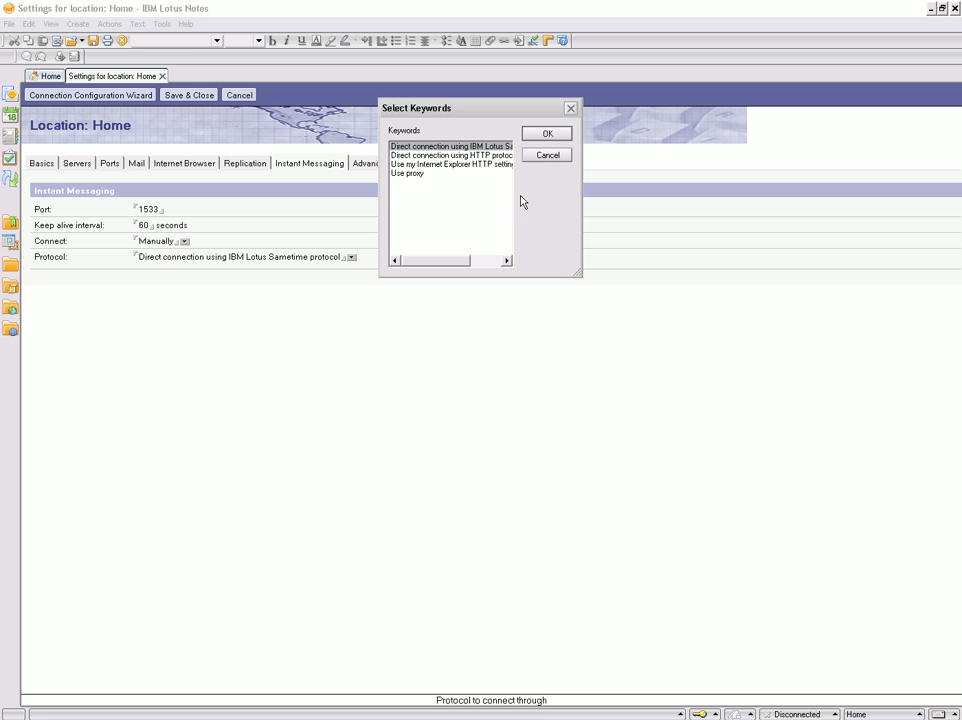 Settings for location: Home - IBM Lotus Notes
File Edit View Create Actions Text Tools Help
Home Settings for location: Home
Connection Configuration Wizard Save & Close Cancel
Location: Home
Basics Servers Ports Mail Internet Browser Replication Instant Messaging Advanc
Instant Messaging
Port: 1533
Keep alive interval: 60 seconds
Connect: Manually
Protocol: Direct connection using IBM Lotus Sametime protocol
Select Keywords
Keywords
OK
Cancel
Direct connection using IBM Lotus Sa
Direct connection using HTTP protoc
Use my Internet Explorer HTTP settin
Use proxy
Protocol to connect through
Disconnected Home